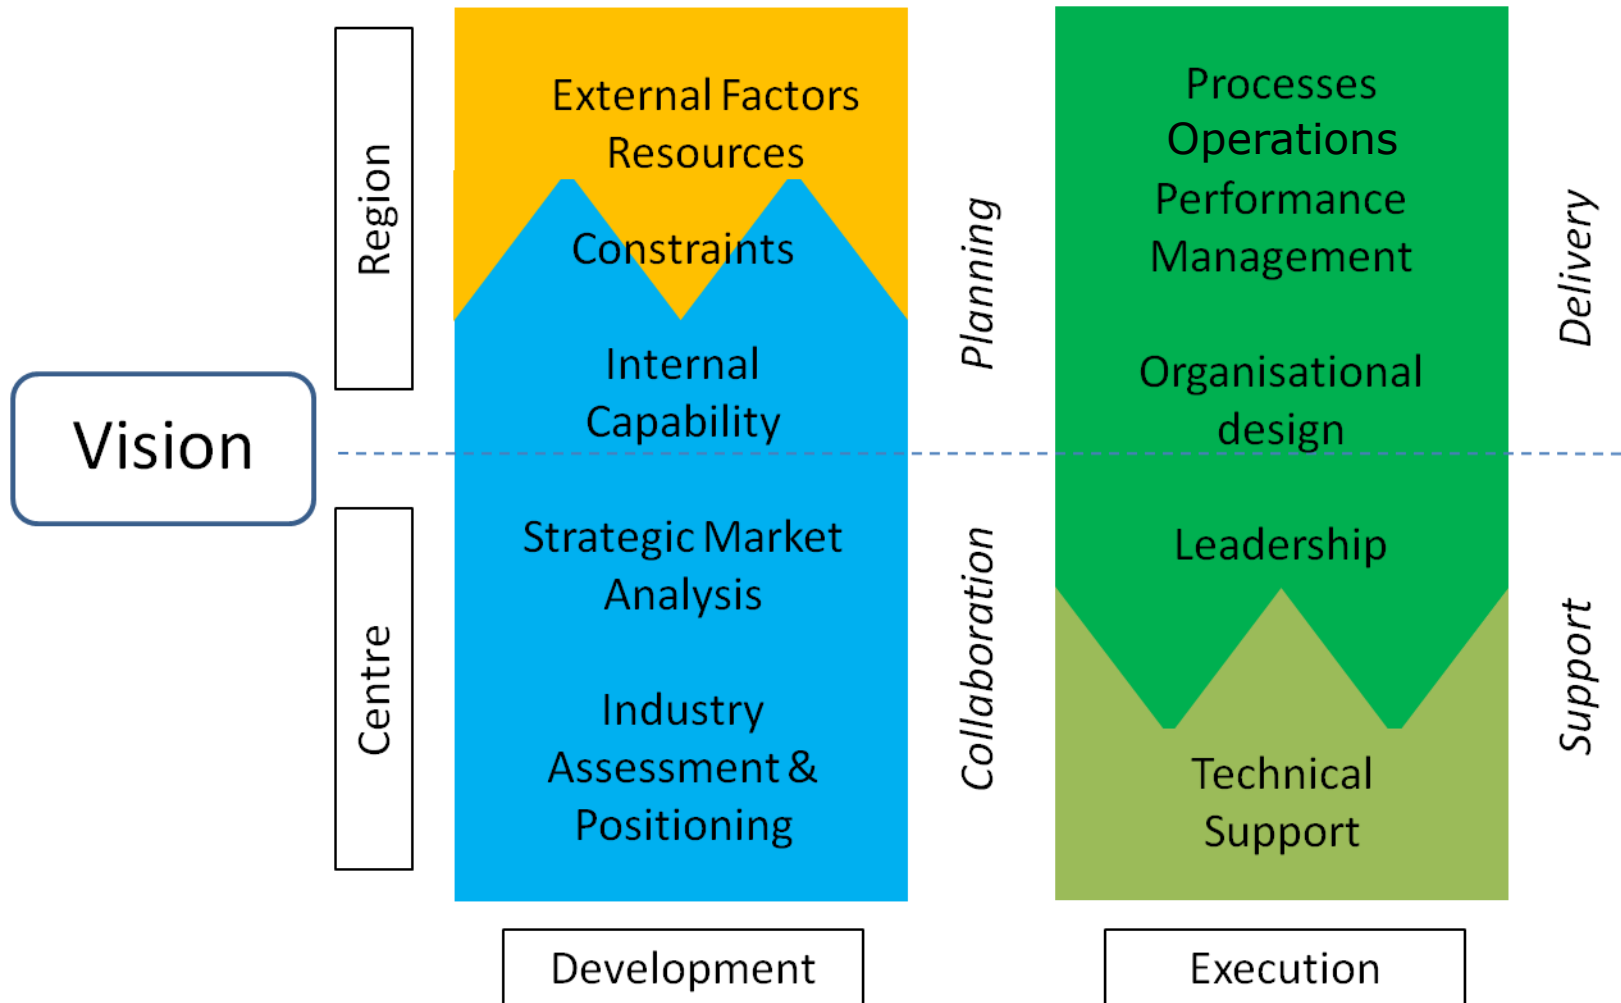 Vision
Region
Centre
External Factors
Resources
Constraints
Internal
Capability
Strategic Market
Analysis
Industry
Assessment &
Positioning
Development
Planning
Collaboration
Processes
Operations
Performance
Management
Organisational
design
Leadership
Technical
Support
Execution
Delivery
Support